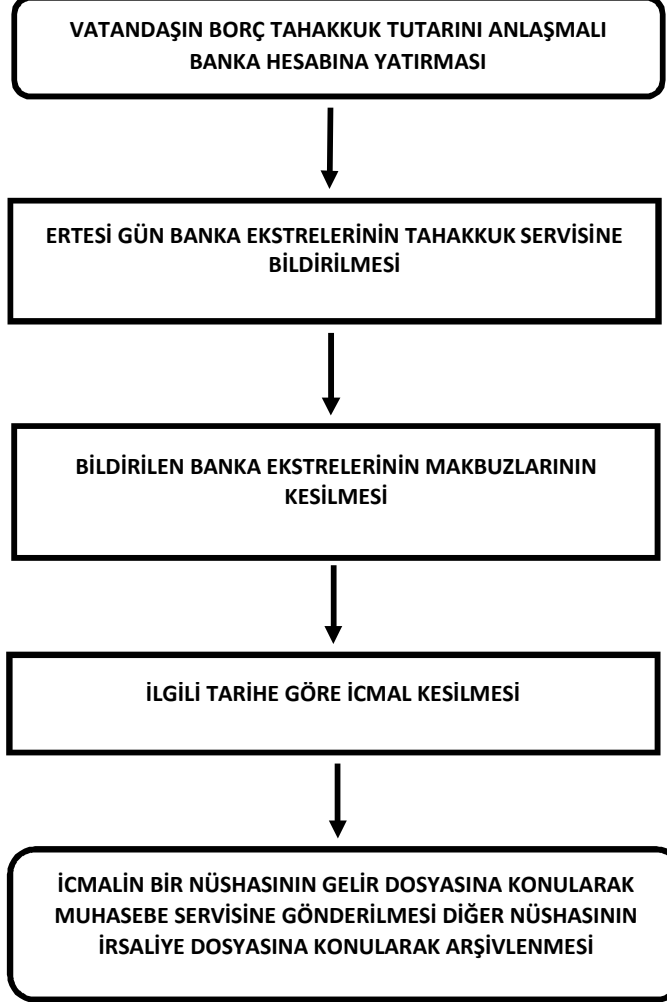 VATANDAŞIN BORÇ TAHAKKUK TUTARINI ANLAŞMALI
BANKA HESABINA YATIRMASI
ERTESİ GÜN BANKA EKSTRELERİNİN TAHAKKUK SERVİSİNE
BİLDİRİLMESİ
BİLDİRİLEN BANKA EKSTRELERİNİN MAKBUZLARININ
KESİLMESİ
İLGİLİ TARİHE GÖRE İCMAL KESİLMESİ
İCMALİN BİR NÜSHASININ GELİR DOSYASINA KONULARAK
MUHASEBE SERVİSİNE GÖNDERİLMESİ DİĞER NÜSHASININ
İRSALİYE DOSYASINA KONULARAK ARŞİVLENMESİ